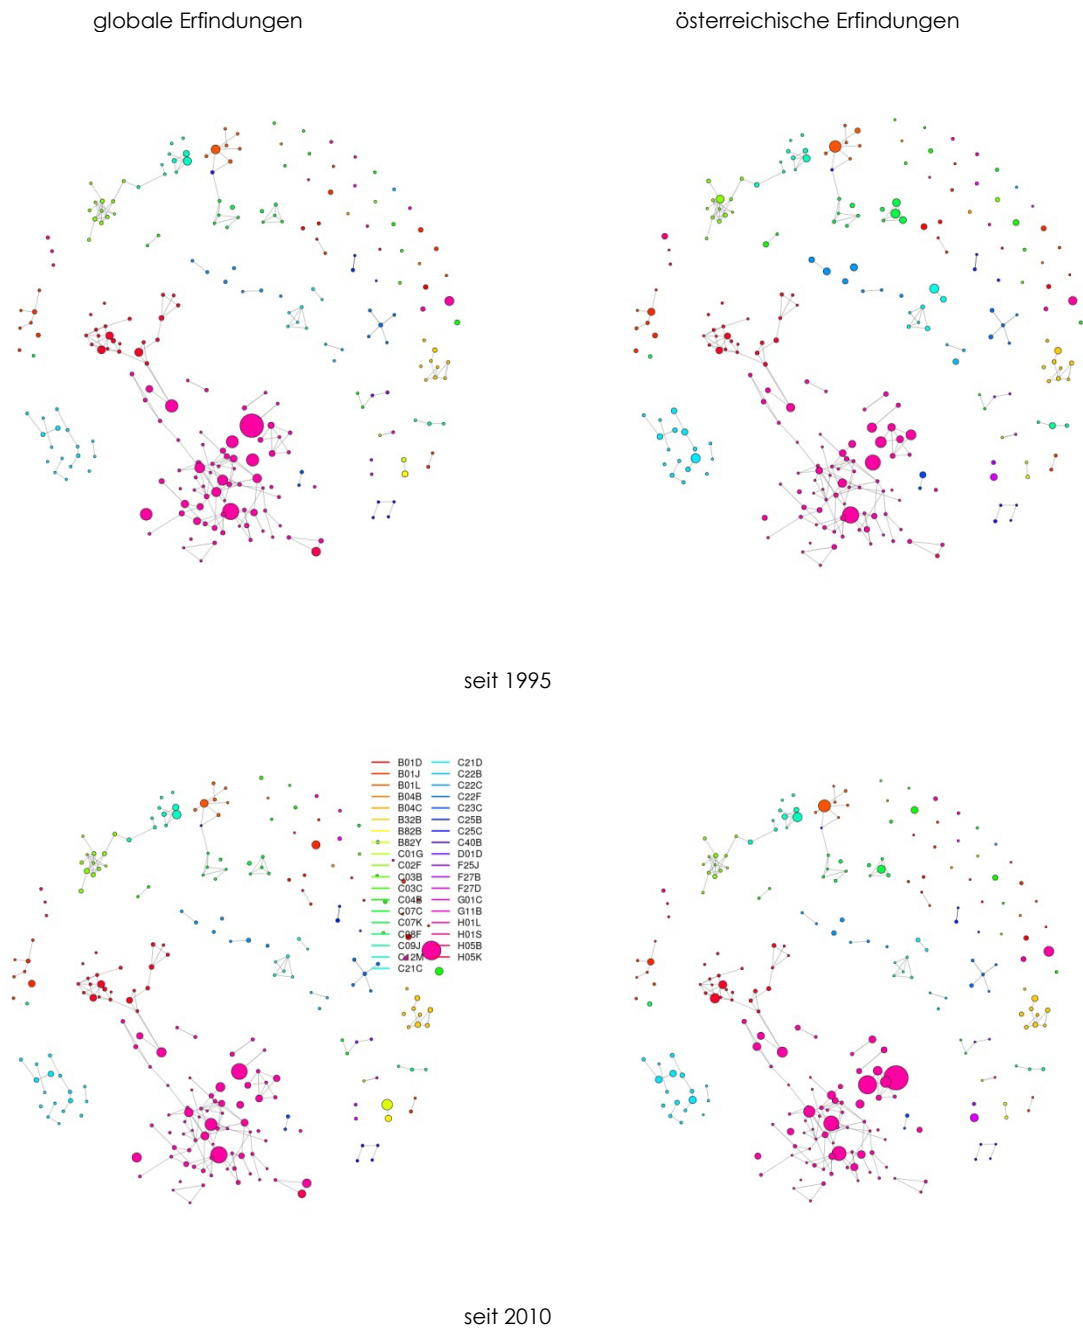 globale Erfindungen
österreichische Erfindungen
seit 1995
B01D C21D
B01J C22B
B01L C22C
B04B C22F
B04C C23C
B32B C25B
B82B C25C
B82Y C40B
C01G D01D
C02F F25J
C03B F27B
C03C F27D
C04B G01C
C07C G11B
C07K H01L
C08F H01S
C09J H05B
C12M H05K
C21C
seit 2010